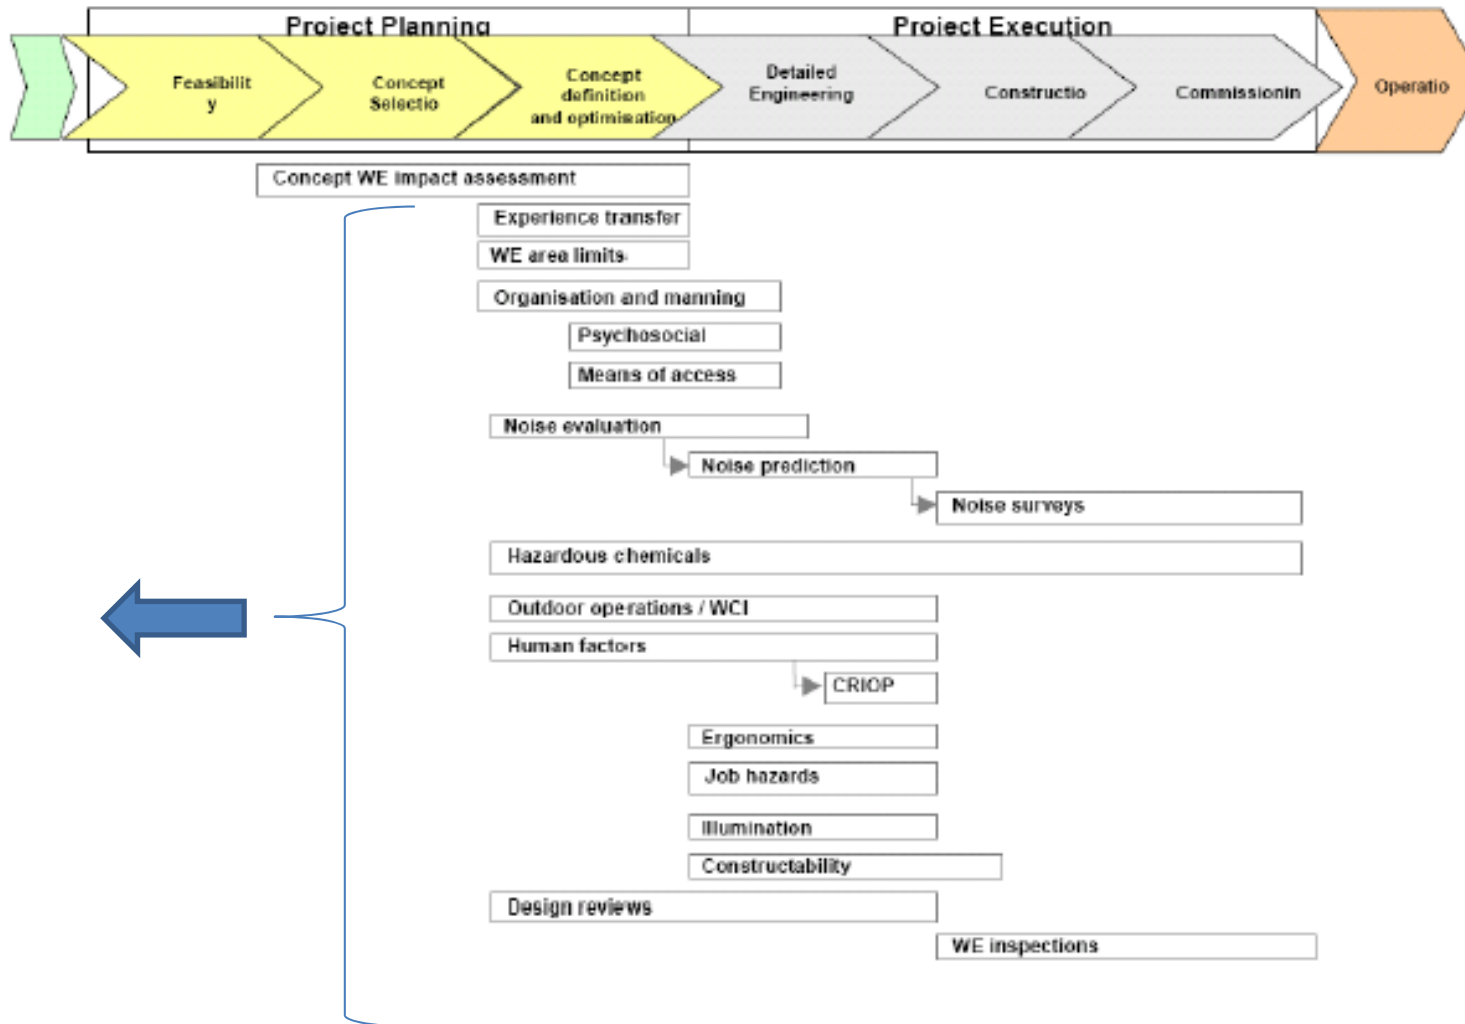 Project Planning
Project Execution
Feasibilit
y
Concept
Selectio
Concept
definition
and optimisation
Detailed
Engineering
Constructio
Commissionin
Operatio
Concept WE impact assessment
Experience transfer
WE area limits
Organisation and manning
Psychosocial
Means of access
Noise evaluation
Noise prediction
Noise surveys
Hazardous chemicals
Outdoor operations / WCI
Human factors
CRIOP
Ergonomics
Job hazards
Illumination
Constructability
Design reviews
WE inspections